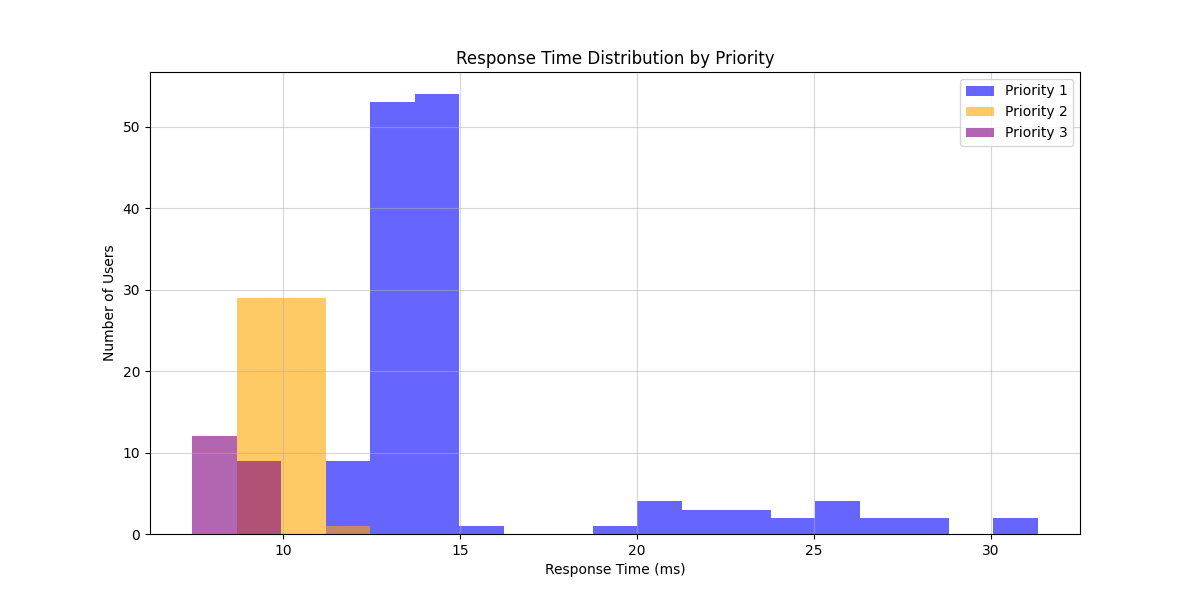 Response Time Distribution by Priority
Priority 1
Priority 2
Priority 3
50
40
30
20
10
0
Number of Users
10 15 20 25 30
Response Time (ms)